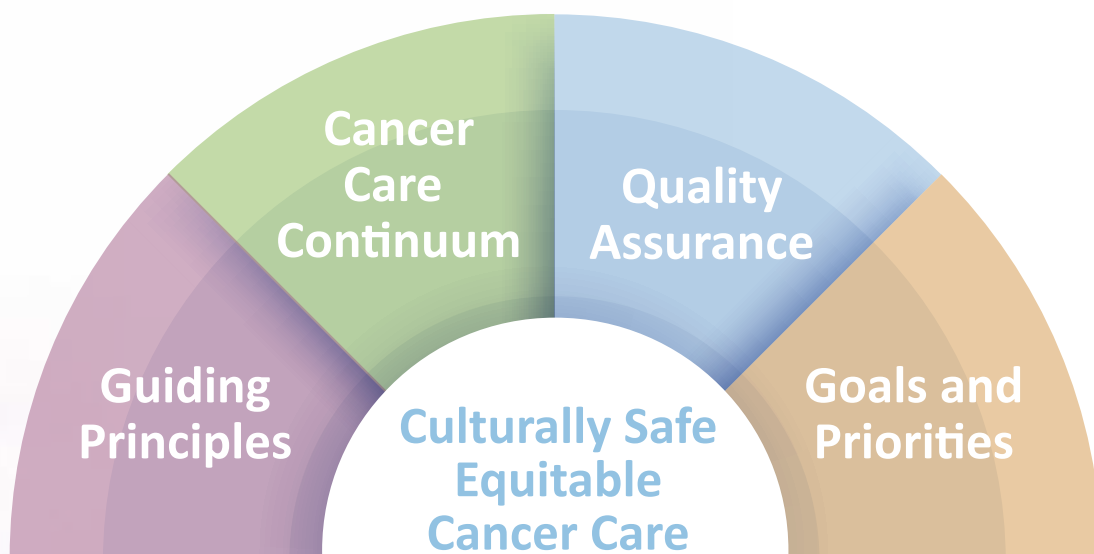 Cancer
Care
Continuum
Quality
Assurance
Guiding
Principles
Goals and
Priorities
Culturally Safe
Equitable
Cancer Care